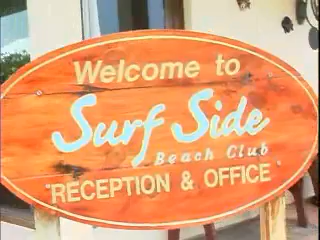 Welcome to
Surf Side
Beach Club
RECEPTION & OFFICE